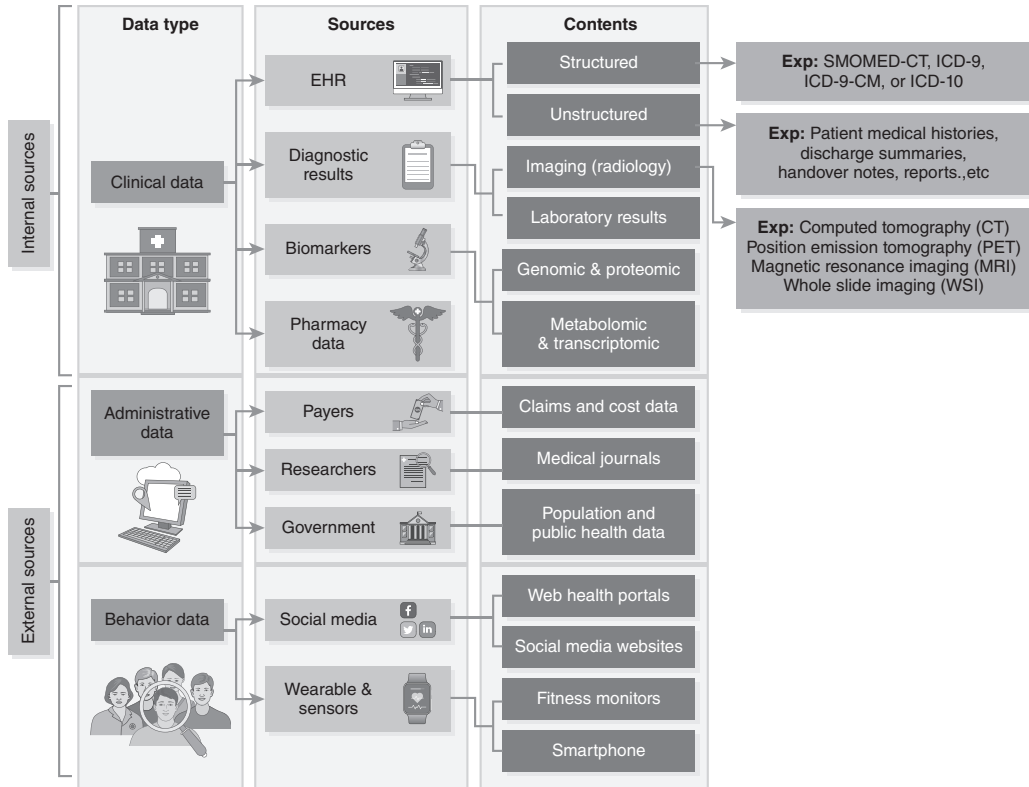 Data type
Sources
Contents
Internal sources
Clinical data
EHR
Structured
Exp: SMOMED-CT, ICD-9,
ICD-9-CM, or ICD-10
Unstructured
Exp: Patient medical histories,
discharge summaries,
handover notes, reports.,etc
Diagnostic
results
Imaging (radiology)
Exp: Computed tomography (CT)
Position emission tomography (PET)
Magnetic resonance imaging (MRI)
Whole slide imaging (WSI)
Laboratory results
Biomarkers
Genomic & proteomic
Metabolomic
& transcriptomic
Pharmacy
data
External sources
Administrative
data
Payers
Claims and cost data
Researchers
Medical journals
Government
Population and
public health data
Behavior data
Social media
f
in
Web health portals
Social media websites
Wearable &
sensors
Fitness monitors
Smartphone